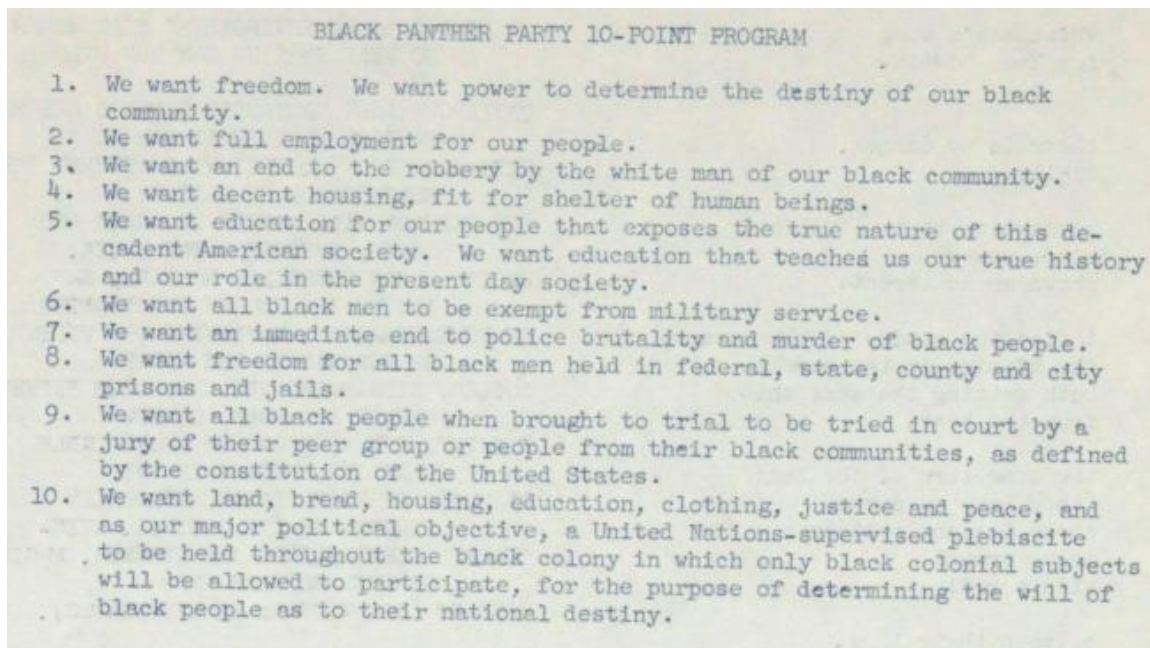 BLACK PANTHER PARTY 10-POINT PROGRAM
1. We want freedom. We want power to determine the destiny of our black
community.
2. We want full employment for our people.
3. We want an end to the robbery by the white man of our black community.
4. We want decent housing, fit for shelter of human beings.
5. We want education for our people that exposes the true nature of this de-
cadent American society. We want education that teaches us our true history
and our role in the present day society.
6. We want all black men to be exempt from military service.
7. We want an immediate end to police brutality and murder of black people.
8. We want freedom for all black men held in federal, state, county and city
prisons and jails.
9. We want all black people when brought to trial to be tried in court by a
jury of their peer group or people from their black communities, as defined
by the constitution of the United States.
10. We want land, bread, housing, education, clothing, justice and peace, and
as our major political objective, a United Nations-supervised plebiscite
to be held throughout the black colony in which only black colonial subjects
will be allowed to participate, for the purpose of determining the will of
black people as to their national destiny.